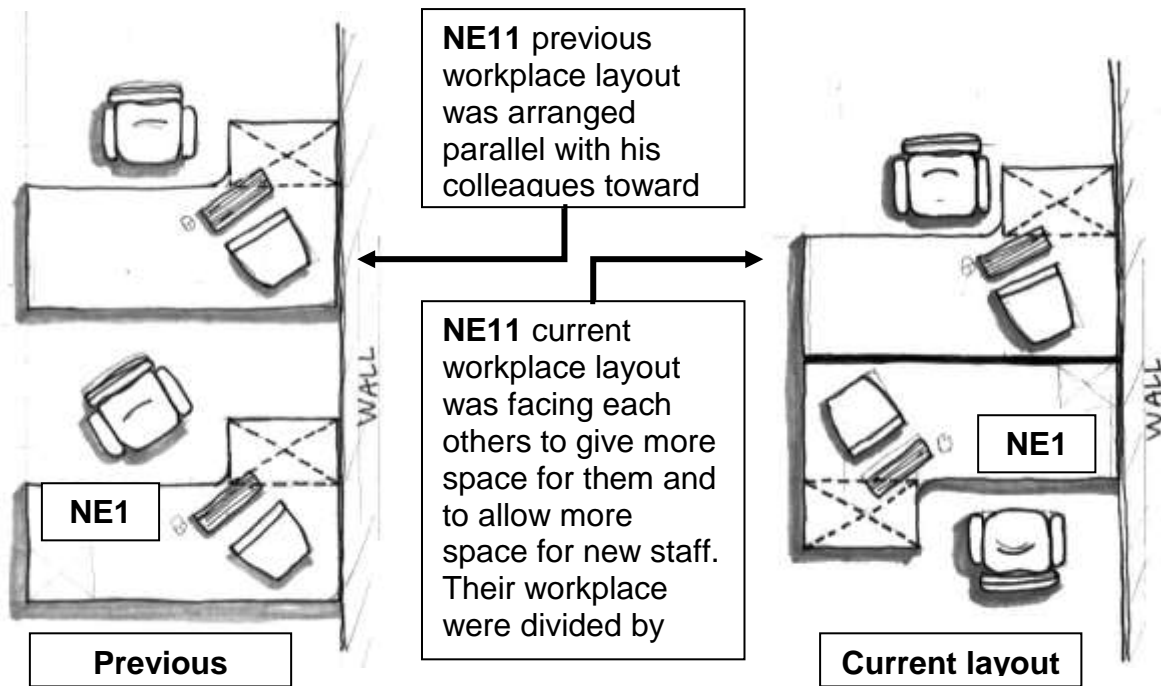 NE11 previous
workplace layout
was arranged
parallel with his
colleagues toward
NE11 current
workplace layout
was facing each
others to give more
space for them and
to allow more
space for new staff.
Their workplace
were divided by
WALL
NE1
Previous
WALL
NE1
Current layout